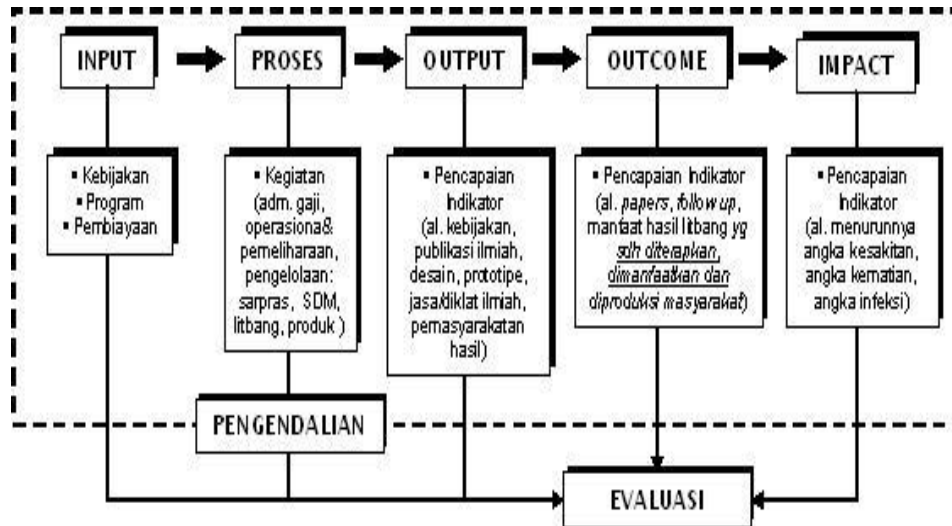 INPUT
PROSES
OUTPUT
OUTCOME
IMPACT
▪ Kebijakan
▪ Program
▪ Pembiayaan
▪ Kegiatan
(adm. gaji,
operasiona&
pemeliharaan,
pengelolaan:
sarpras, SDM,
litbang, produk )
▪ Pencapaian
Indikator
(al. kebijakan,
publikasi ilmiah,
desain, prototipe,
jasa/diklat ilmiah,
pemasyarakatan
hasil)
▪ Pencapaian Indikator
(al. papers, follow up,
manfaat hasil litbang yg
sdh diterapkan,
dimanfaatkan dan
diproduksi masyarakat)
▪ Pencapaian
Indikator
(al. menurunnya
angka kesakitan,
angka kematian,
angka infeksi)
PENGENDALIAN
EVALUASI